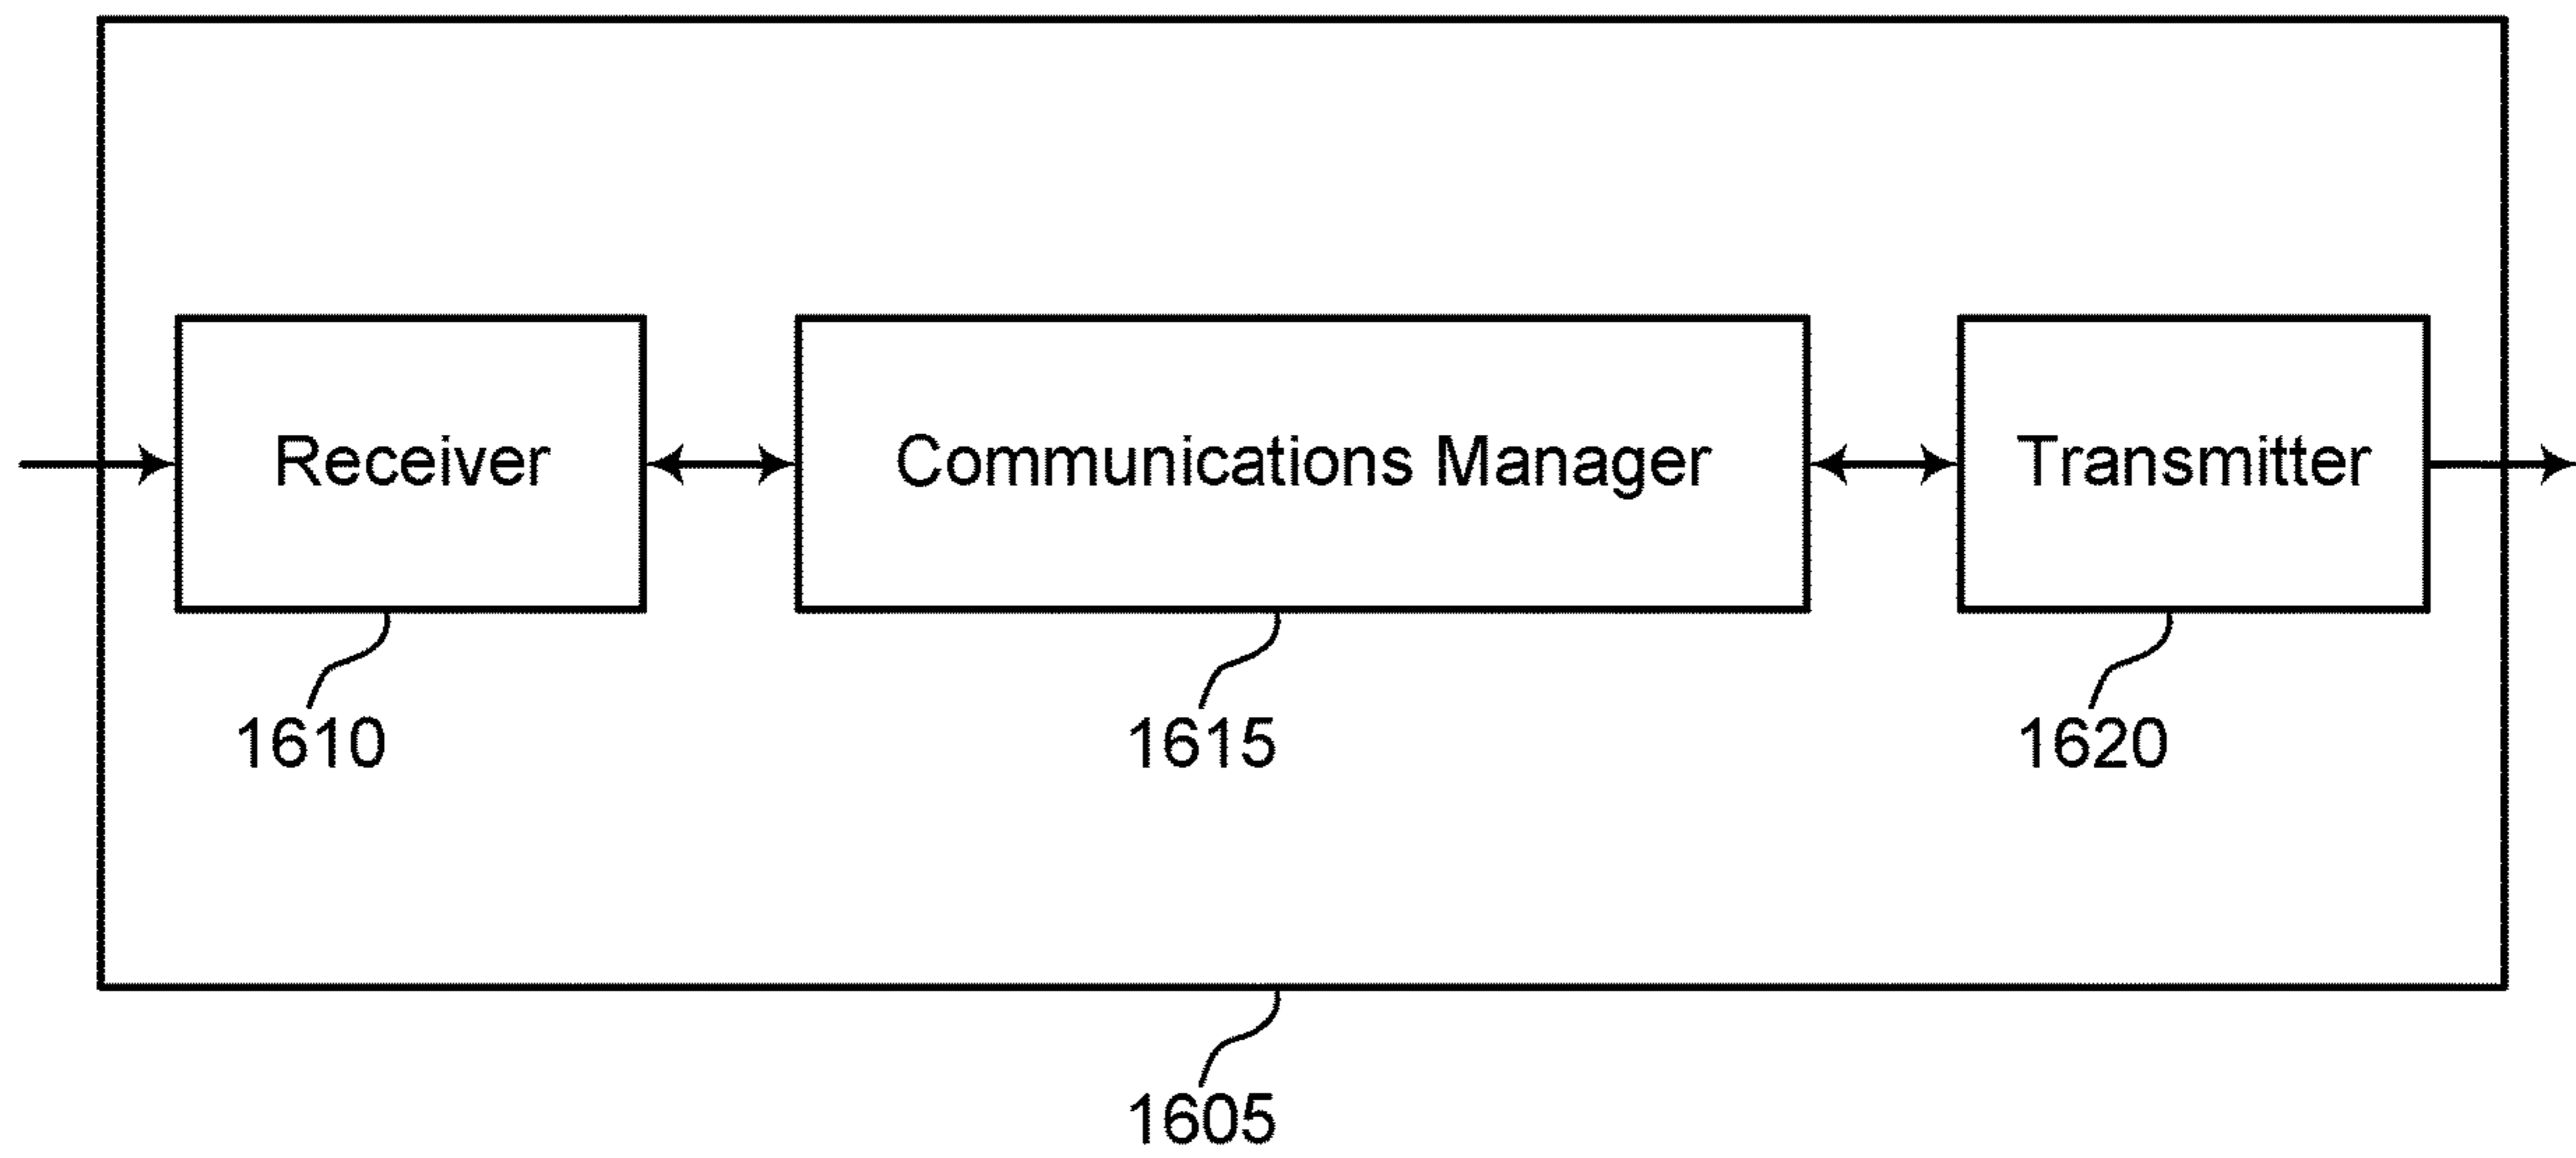 Receiver
Communications Manager
Transmitter
1610
1615
1620
1605